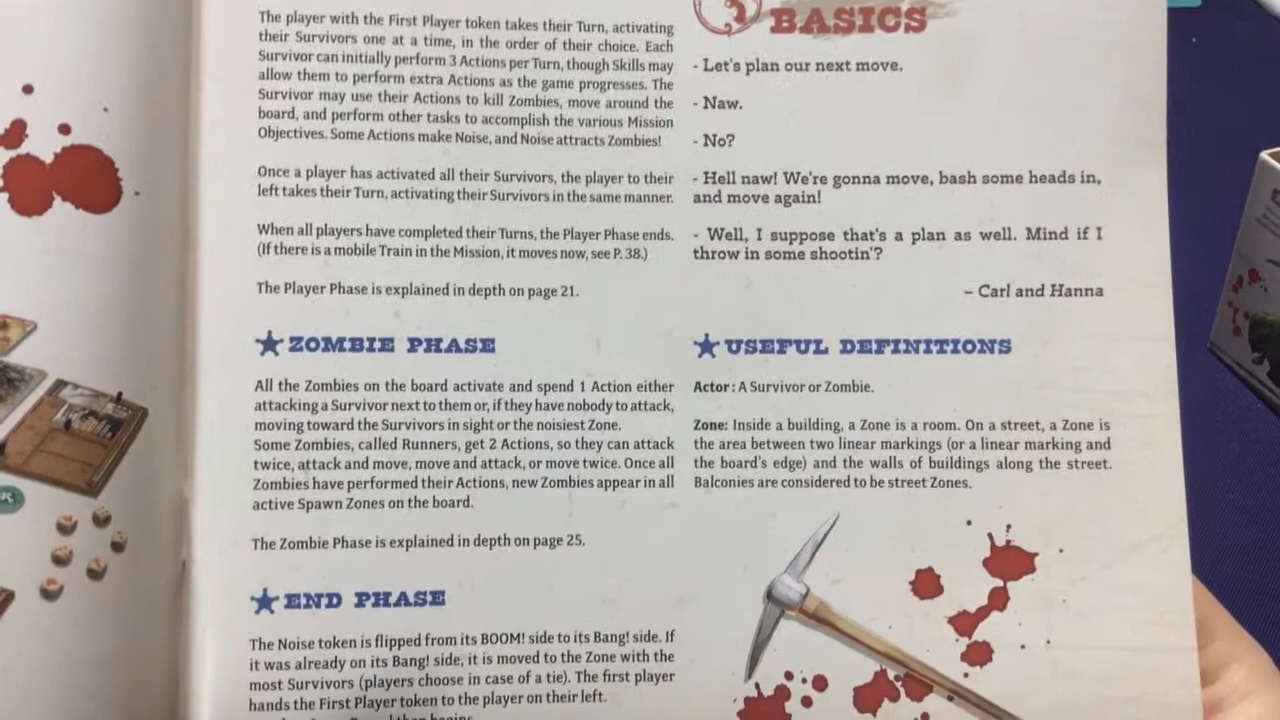 The player with the First Player token takes their Turn, activating
their Survivors one at a time, in the order of their choice. Each
Survivor can initially perform 3 Actions per Turn, though Skills may
allow them to perform extra Actions as the game progresses. The
Survivor may use their Actions to kill Zombies, move around the
board, and perform other tasks to accomplish the various Mission
Objectives. Some Actions make Noise, and Noise attracts Zombies!
Once a player has activated all their Survivors, the player to their
left takes their Turn, activating their Survivors in the same manner.
When all players have completed their Turns, the Player Phase ends.
(If there is a mobile Train in the Mission, it moves now, see P. 38.)
The Player Phase is explained in depth on page 21.
ZOMBIE PHASE
All the Zombies on the board activate and spend 1 Action either
attacking a Survivor next to them or, if they have nobody to attack,
moving toward the Survivors in sight or the noisiest Zone.
Some Zombies, called Runners, get 2 Actions, so they can attack
twice, attack and move, move and attack, or move twice. Once all
Zombies have performed their Actions, new Zombies appear in all
active Spawn Zones on the board.
The Zombie Phase is explained in depth on page 25.
END PHASE
The Noise token is flipped from its BOOM! side to its Bang! side. If
it was already on its Bang! side, it is moved to the Zone with the
most Survivors (players choose in case of a tie). The first player
hands the First Player token to the player on their left.
BASICS
- Let's plan our next move.
- Naw.
- No?
- Hell naw! We're gonna move, bash some heads in,
and move again!
- Well, I suppose that's a plan as well. Mind if I
throw in some shootin'?
– Carl and Hanna
USEFUL DEFINITIONS
Actor : A Survivor or Zombie.
Zone: Inside a building, a Zone is a room. On a street, a Zone is
the area between two linear markings (or a linear marking and
the board's edge) and the walls of buildings along the street.
Balconies are considered to be street Zones.